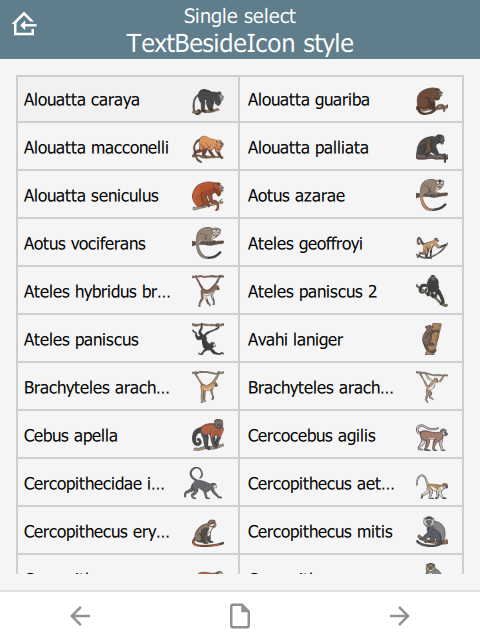 Single select
TextBesideIcon style
Alouatta caraya
Alouatta guariba
Alouatta macconelli
Alouatta palliata
Alouatta seniculus
Aotus azarae
Aotus vociferans
Ateles geoffroyi
Ateles hybridus br...
Ateles paniscus 2
Ateles paniscus
Avahi laniger
Brachyteles arach...
Brachyteles arach...
Cebus apella
Cercocebus agilis
Cercopithecidae i...
Cercopithecus aet...
Cercopithecus ery...
Cercopithecus mitis